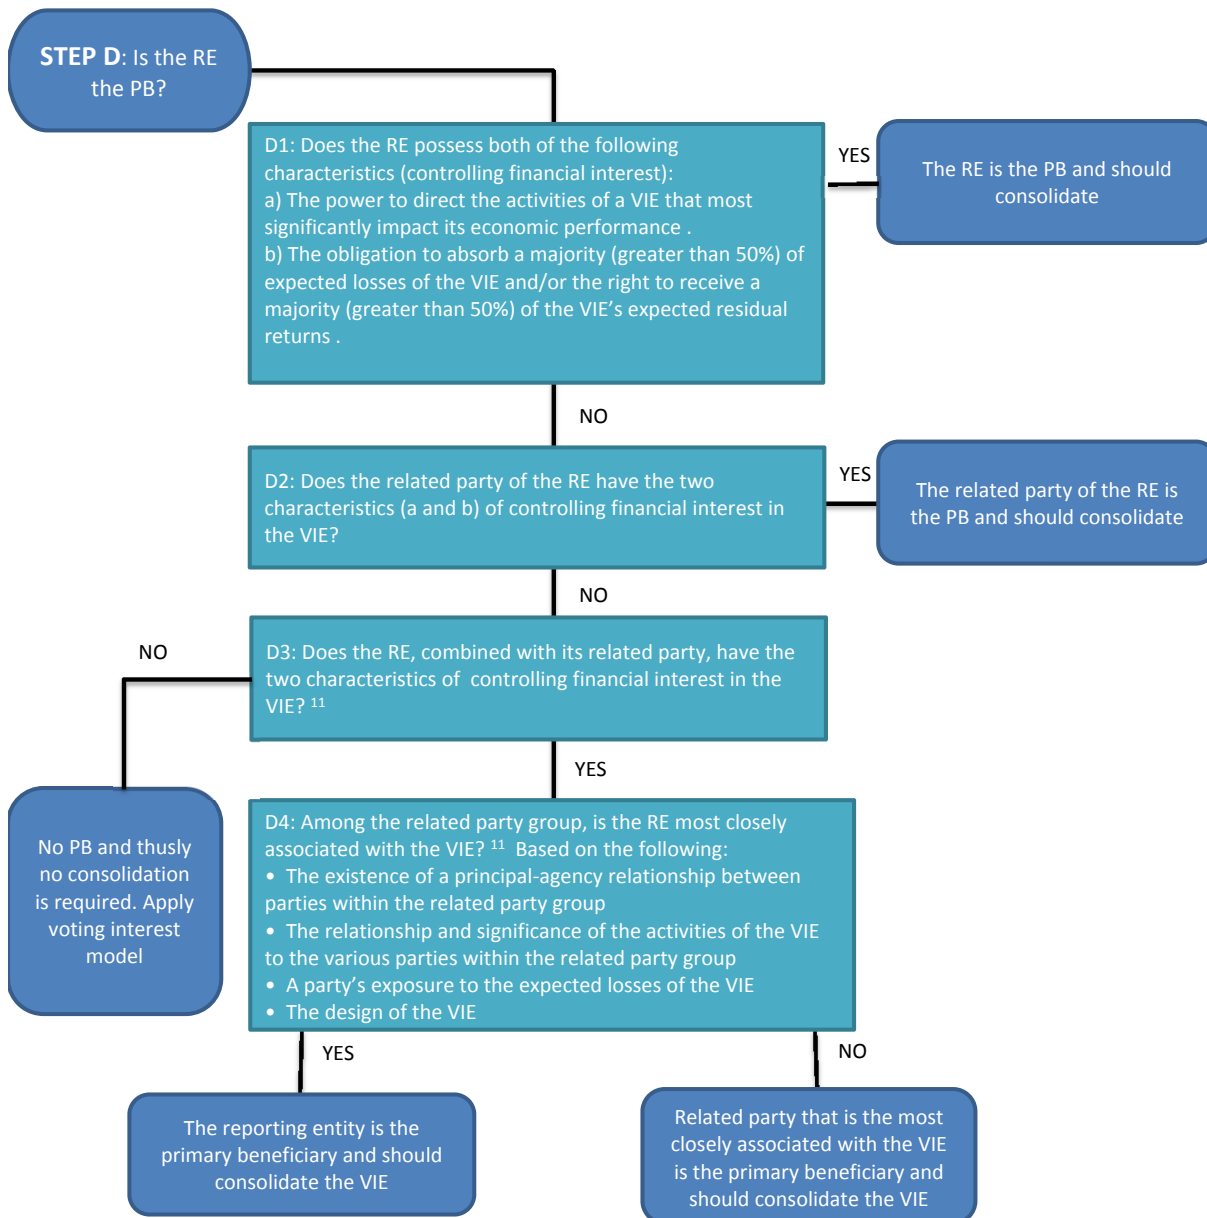 STEP D: Is the RE
the PB?
D1: Does the RE possess both of the following
characteristics (controlling financial interest):
a) The power to direct the activities of a VIE that most
significantly impact its economic performance .
b) The obligation to absorb a majority (greater than 50%) of
expected losses of the VIE and/or the right to receive a
majority (greater than 50%) of the VIE’s expected residual
returns .
YES
The RE is the PB and should
consolidate
NO
D2: Does the related party of the RE have the two
characteristics (a and b) of controlling financial interest in
the VIE?
YES
The related party of the RE is
the PB and should consolidate
NO
D3: Does the RE, combined with its related party, have the
two characteristics of  controlling financial interest in the
VIE? 11
NO
No PB and thusly
no consolidation
is required. Apply
voting interest
model
YES
D4: Among the related party group, is the RE most closely
associated with the VIE? 11  Based on the following:
• The existence of a principal-agency relationship between
parties within the related party group
• The relationship and significance of the activities of the VIE
to the various parties within the related party group
• A party’s exposure to the expected losses of the VIE
• The design of the VIE
YES
The reporting entity is the
primary beneficiary and should
consolidate the VIE
NO
Related party that is the most
closely associated with the VIE
is the primary beneficiary and
should consolidate the VIE